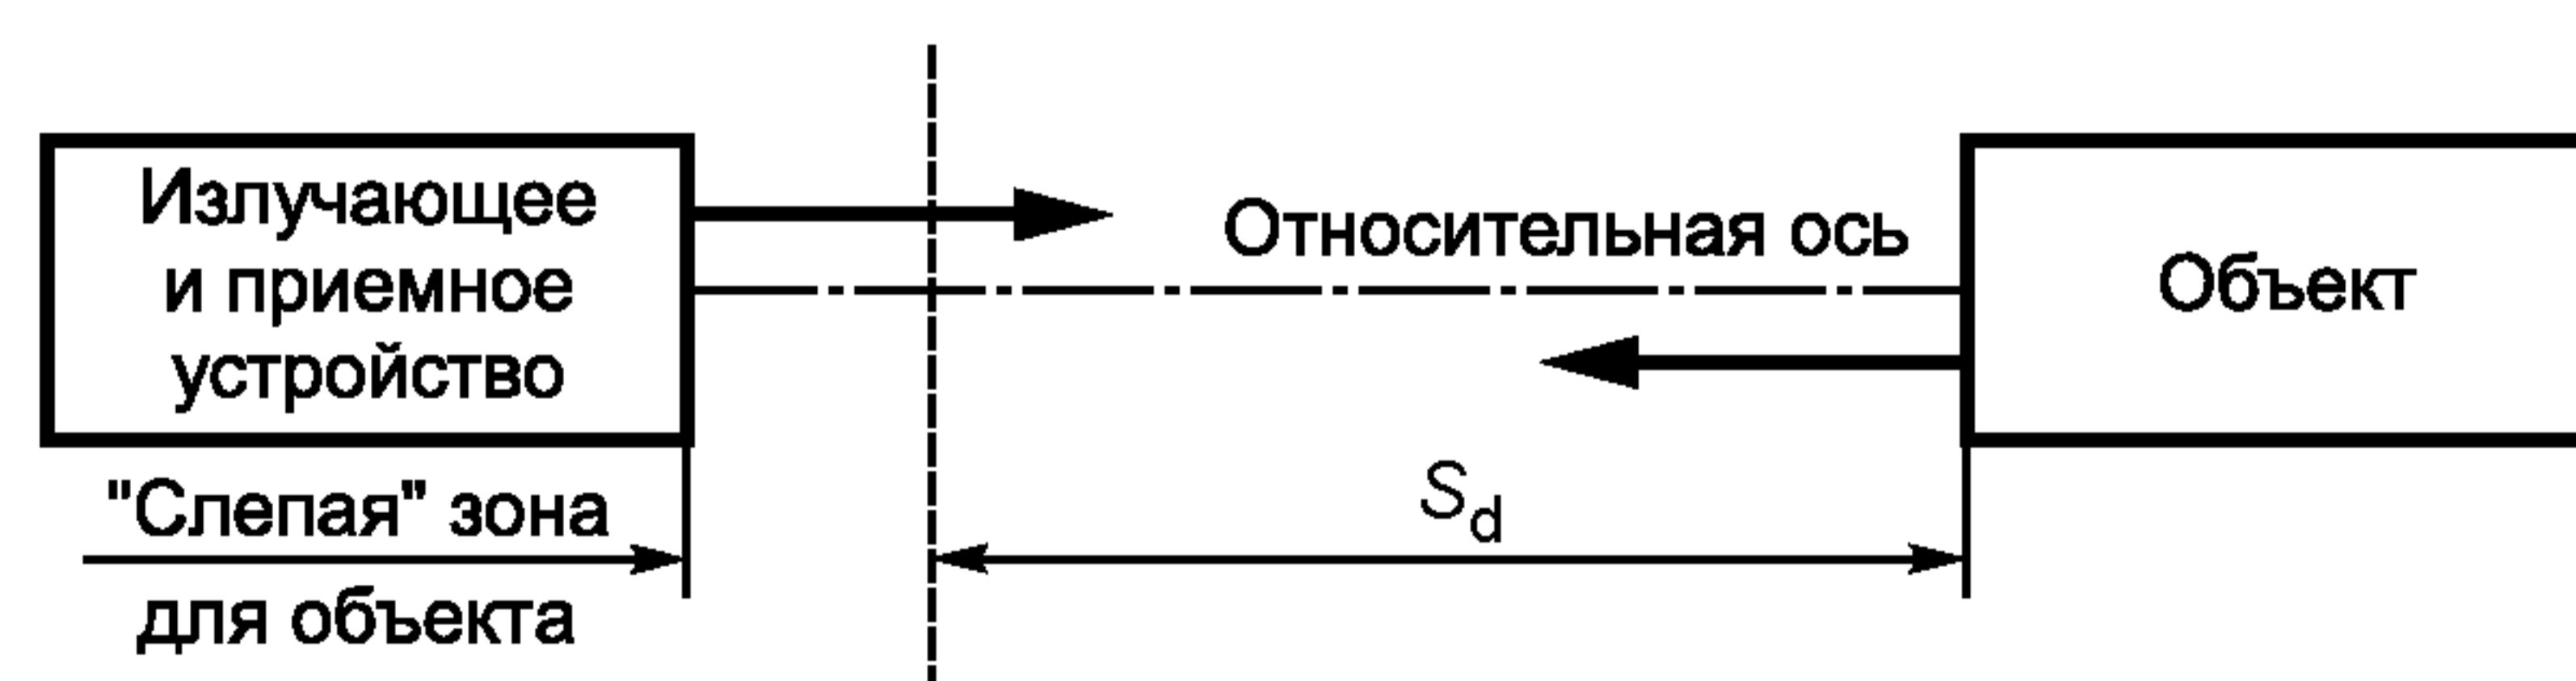 Излучающее
и приемное
устройство
Относительная ось
Объект
"Слепая" зона
для объекта
Sd